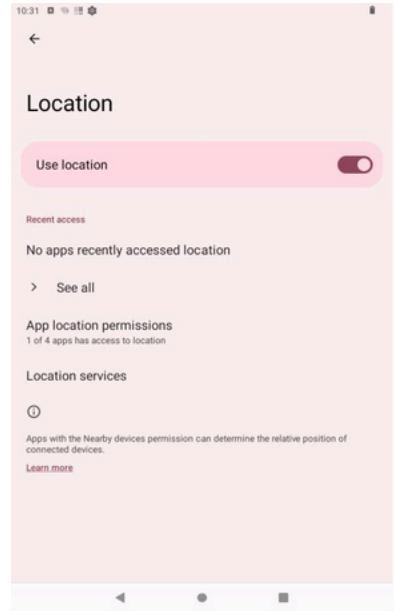 10:31
Location
Use location
Recent access
No apps recently accessed location
See all
App location permissions
1 of 4 apps has access to location
Location services
Apps with the Nearby devices permission can determine the relative position of
connected devices.
Learn more